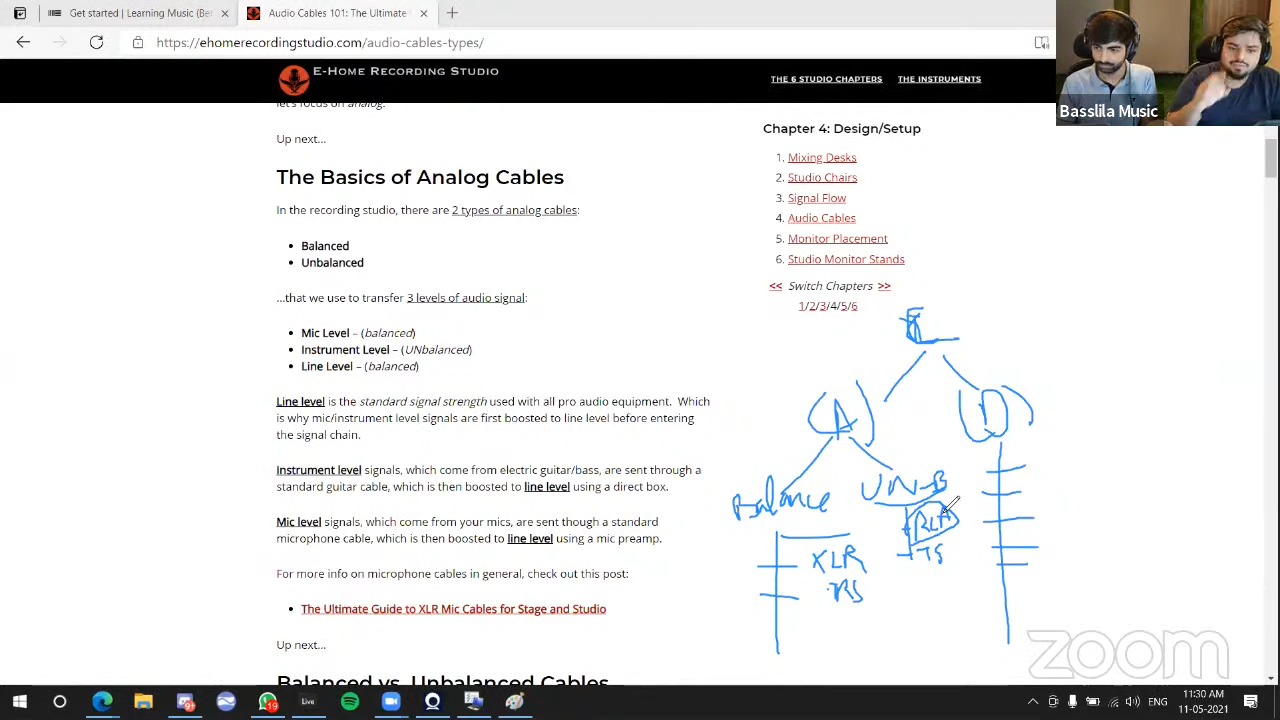 Meet - Learning Music (Bet
Audio Cables 101: The Ultimate
https://ehomerecordingstudio.com/audio-cables-types/
E-HOME RECORDING STUDIO
THE 6 STUDIO CHAPTERS
THE INSTRUMENTS
Basslila Music
let's focus on analog.
Up next...
The Basics of Analog Cables
In the recording studio, there are 2 types of analog cables:
• Balanced
• Unbalanced
...that we use to transfer 3 levels of audio signal:
• Mic Level – (balanced)
• Instrument Level – (UNbalanced)
• Line Level – (balanced)
Line level is the standard signal strength used with all pro audio equipment. Which
is why mic/instrument level signals are first boosted to line level before entering
the signal chain.
Instrument level signals, which come from electric guitar/bass, are sent through a
standard guitar cable, which is then boosted to line level using a direct box.
Mic level signals, which come from your mics, are sent though a standard
microphone cable, which is then boosted to line level using a mic preamp.
For more info on microphone cables in general, check out this post:
• The Ultimate Guide to XLR Mic Cables for Stage and Studio
Up next...
Balanced vs. Unbalanced Cables
Chapter 4: Design/Setup
1. Mixing Desks
2. Studio Chairs
3. Signal Flow
4. Audio Cables
5. Monitor Placement
6. Studio Monitor Stands
<< Switch Chapters >>
1/2/3/4/5/6
A
D
Balance
UN-B
XLR
TS
zoom
19
Live
11:30 AM
11-05-2021